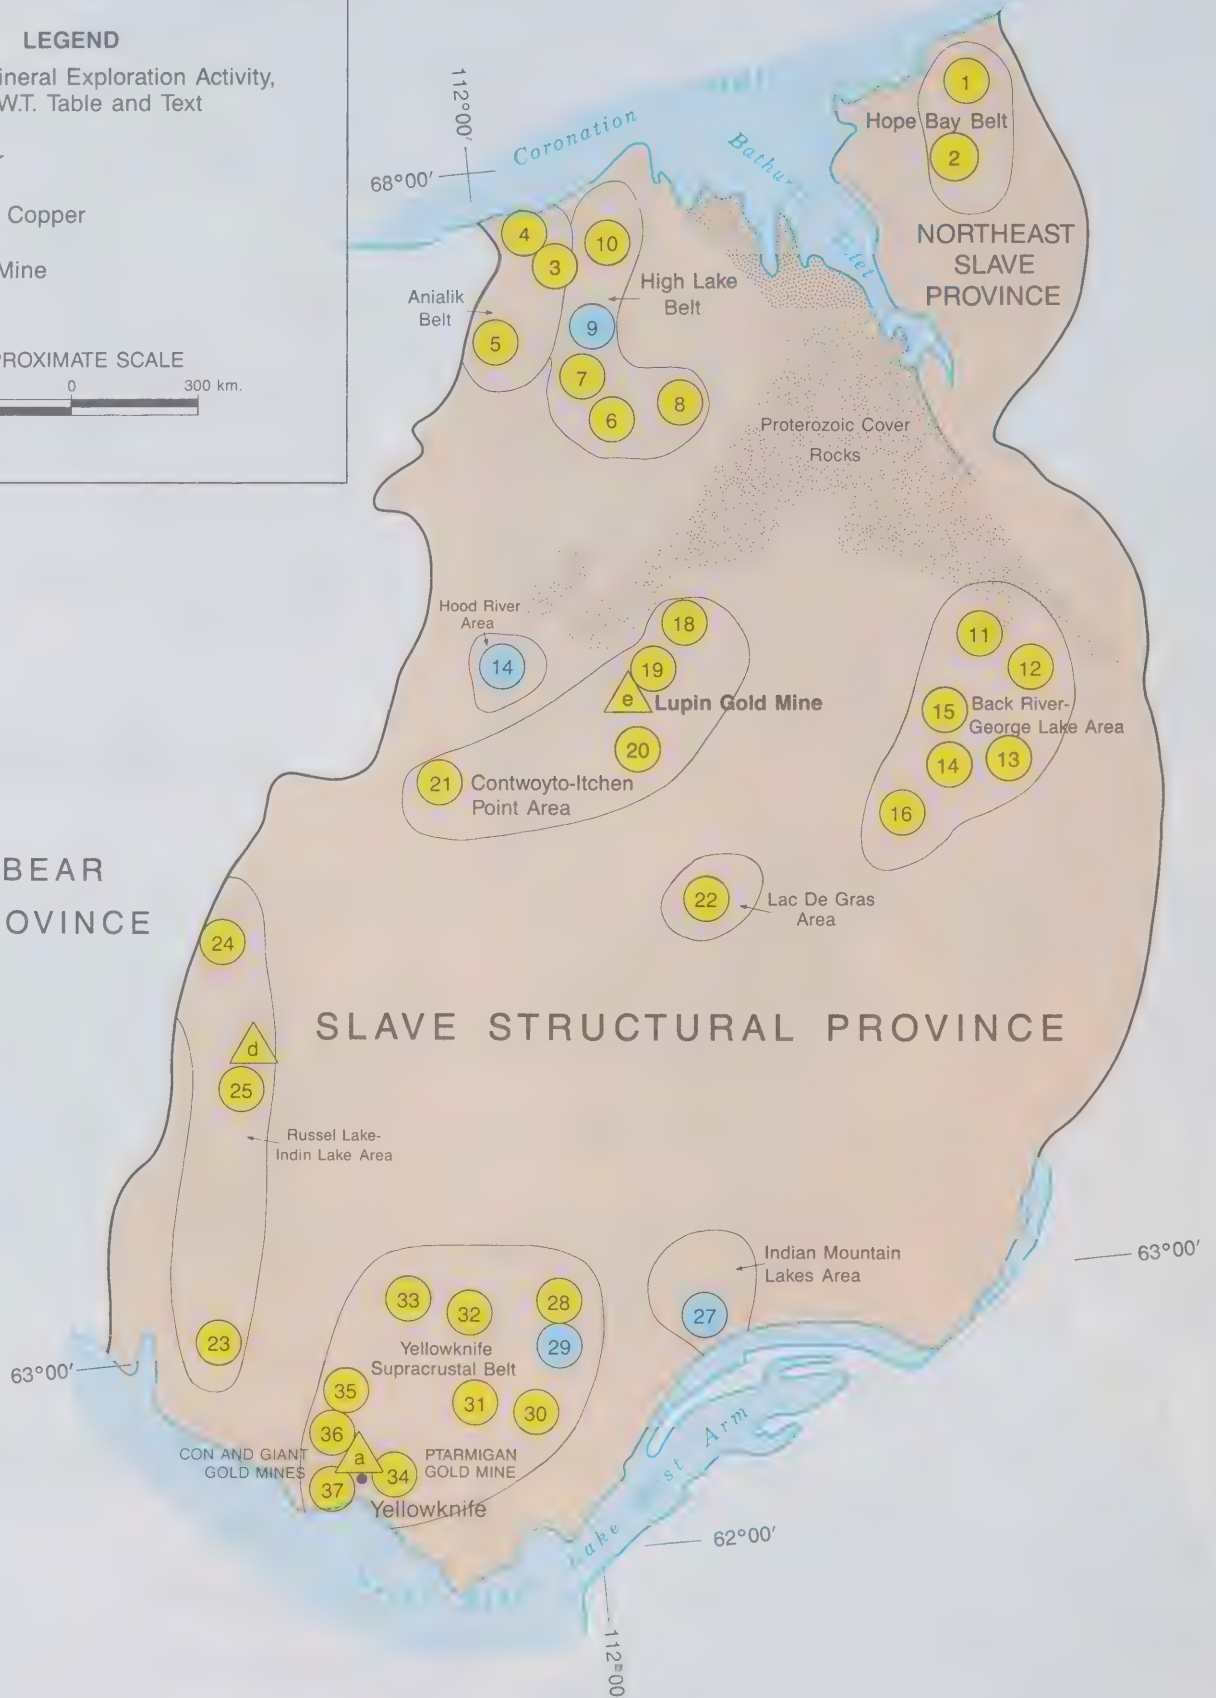 LEGEND
ineral Exploration Activity,
W.T. Table and Text
Copper
Mine
PROXIMATE SCALE
0
300 km.
112°00′
68°00′
Coronation
1
Hope Bay Belt
2
NORTHEAST
SLAVE
PROVINCE
4
3
10
High Lake
Belt
Anialik
Belt
9
5
7
8
6
Proterozoic Cover
Rocks
Hood River
Area
14
18
19
e
Lupin Gold Mine
20
21
Contwoyto-Itchen
Point Area
11
12
15
Back River-
George Lake Area
14
13
16
BEAR
OVINCE
22
Lac De Gras
Area
24
SLAVE STRUCTURAL PROVINCE
d
25
Russel Lake-
Indin Lake Area
23
63°00′
Indian Mountain
Lakes Area
27
63°00′
33
32
28
29
Yellowknife
Supracrustal Belt
35
31
30
36
CON AND GIANT
GOLD MINES
a
34
PTARMIGAN
GOLD MINE
37
Yellowknife
Arm
st
Lake
62°00′
112°00